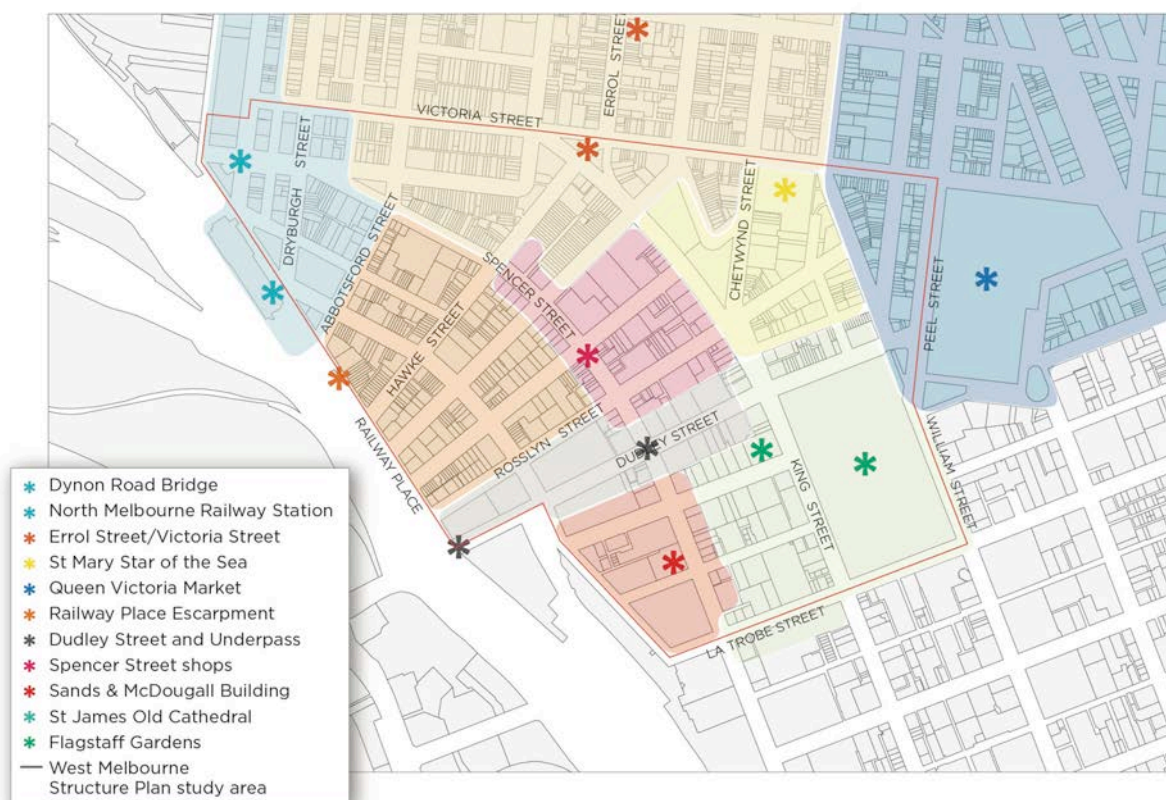 ERROL STREET
VICTORIA STREET
DRYBURGH STREET
ABBOTSFORD STREET
CHETWYND STREET
SPENCER STREET
HAWKE STREET
PEEL STREET
RAILWAY PLACE
ROSSLYN STREET
DUDLEY STREET
KING STREET
WILLIAM STREET
LA TROBE STREET
Dynon Road Bridge
North Melbourne Railway Station
Errol Street/Victoria Street
St Mary Star of the Sea
Queen Victoria Market
Railway Place Escarpment
Dudley Street and Underpass
Spencer Street shops
Sands & McDougall Building
St James Old Cathedral
Flagstaff Gardens
West Melbourne
Structure Plan study area